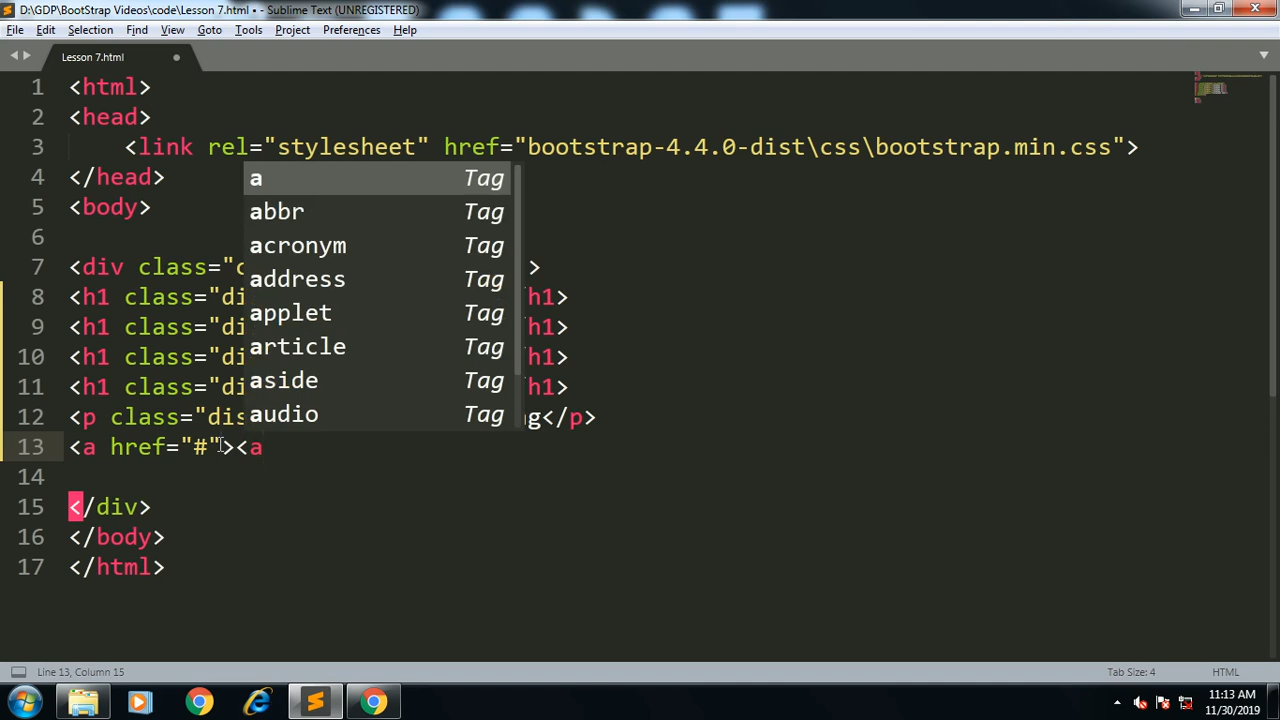 D:\GDP\BootStrap Videos\code\Lesson 7.html • - Sublime Text (UNREGISTERED)
File Edit Selection Find View Goto Tools Project Preferences Help
Lesson 7.html
1 <html>
2 <head>
3 <link rel="stylesheet" href="bootstrap-4.4.0-dist\css\bootstrap.min.css">
4 </head>
5 <body>
6
7 <div class="c >
8 <h1 class="di h1>
9 <h1 class="di h1>
10 <h1 class="di h1>
11 <h1 class="di h1>
12 <p class="dis g</p>
13 <a href="#"><a
14
15 </div>
16 </body>
17 </html>
a Tag
abbr Tag
acronym Tag
address Tag
applet Tag
article Tag
aside Tag
audio Tag
Line 13, Column 15
Tab Size: 4
HTML
11:13 AM
11/30/2019